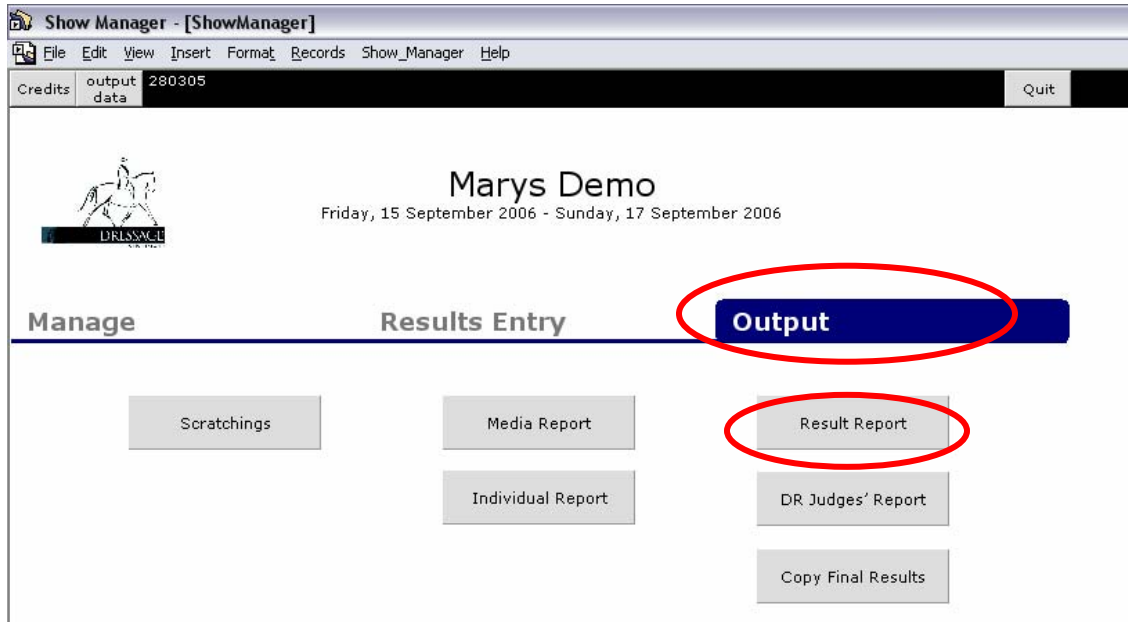 Show Manager - [ShowManager]
File Edit View Insert Format Records Show_Manager Help
Credits output data 280305 Quit
Marys Demo
Friday, 15 September 2006 - Sunday, 17 September 2006
DRESSAGE
Manage Results Entry Output
Scratchings Media Report Result Report
Individual Report DR Judges' Report
Copy Final Results